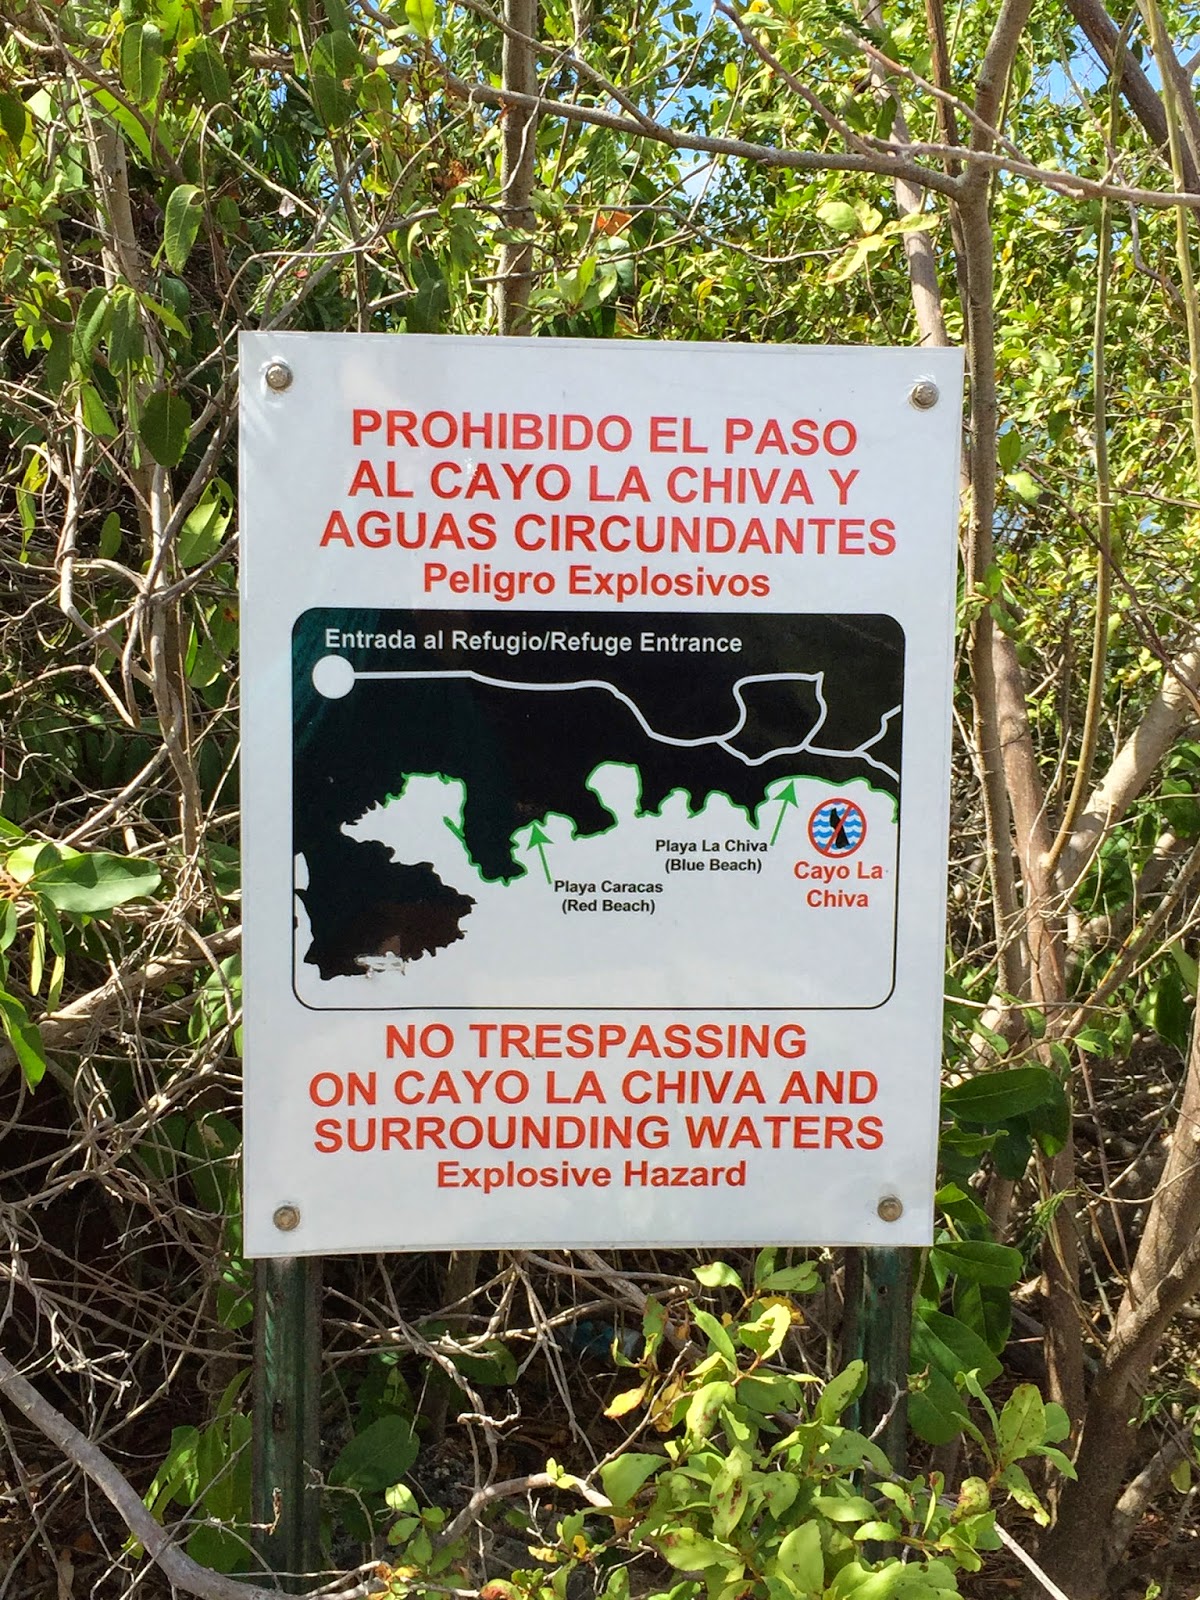 PROHIBIDO EL PASO
AL CAYO LA CHIVA Y
AGUAS CIRCUNDANTES
Peligro Explosivos
Entrada al Refugio/Refuge Entrance
Playa La Chiva
(Blue Beach)
Cayo La
Chiva
Playa Caracas
(Red Beach)
NO TRESPASSING
ON CAYO LA CHIVA AND
SURROUNDING WATERS
Explosive Hazard